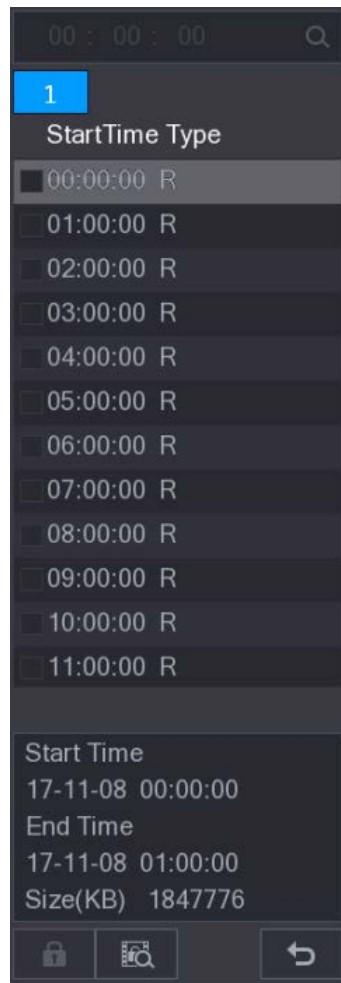 00 : 00 : 00
1
StartTime Type
00:00:00 R
01:00:00 R
02:00:00 R
03:00:00 R
04:00:00 R
05:00:00 R
06:00:00 R
07:00:00 R
08:00:00 R
09:00:00 R
10:00:00 R
11:00:00 R
Start Time
17-11-08 00:00:00
End Time
17-11-08 01:00:00
Size(KB) 1847776